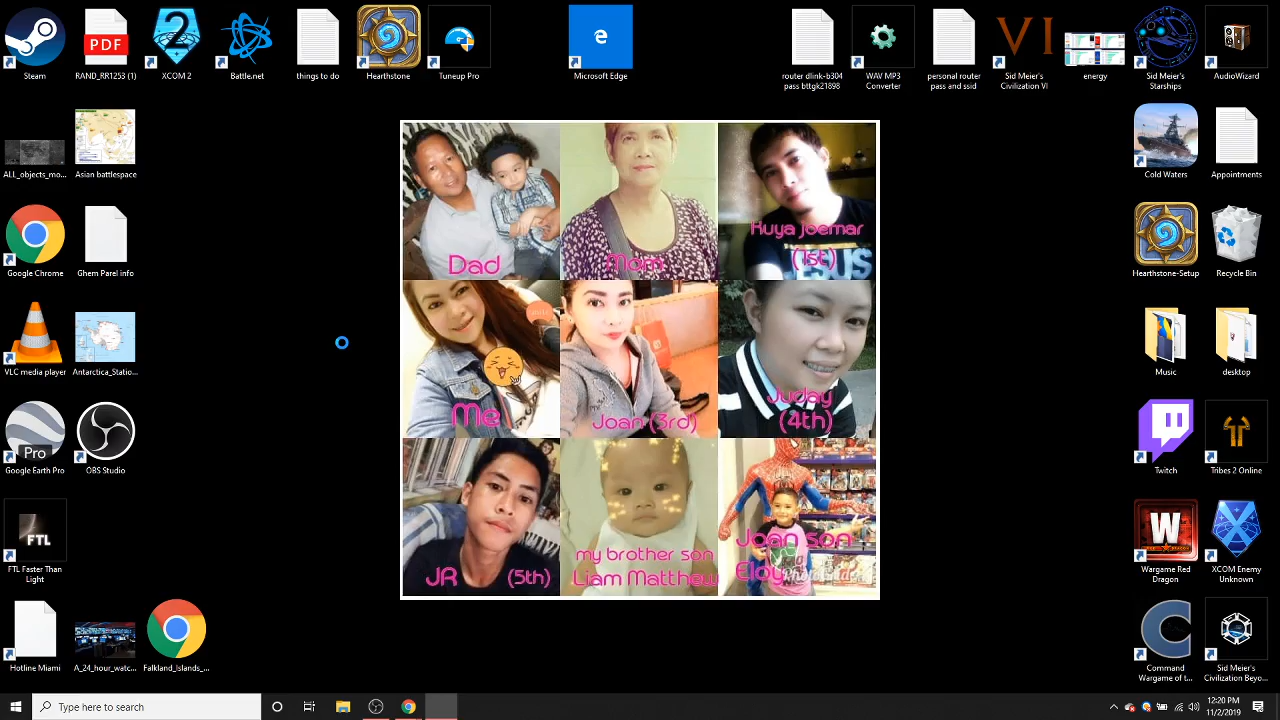 Steam
RAND_RR1253 (1)
XCOM 2
Battle.net
things to do
Hearthstone
Tuneup Pro
Microsoft Edge
router dlink-b304
pass bttgk21898
WAV MP3
Converter
personal router
pass and ssid
Sid Meier's
Civilization VI
energy
Sid Meier's
Starships
AudioWizard
PDF
2
VI
ALL_objects_mo...
Asian battlespace
Cold Waters
Appointments
Google Chrome
Ghem Parel info
Hearthstone-Setup
Recycle Bin
VLC media player
Antarctica_Statio...
Music
desktop
Pro
Google Earth Pro
OBS Studio
Twitch
Tribes 2 Online
FTL
FTL Faster Than
Light
W
Wargame Red
Dragon
XCOM Enemy
Unknown
Hotline Miami
A_24_hour_watc...
Falkland_Islands_...
Command
Wargame of t...
Sid Meier's
Civilization Beyo...
Dad
Mom
Kuya joemar
(1st)
JESUS
Me
Joan (3rd)
Juday
(4th)
JR (5th)
my brother son
Liam Matthew
Joan son
Eloy
Type here to search
12:20 PM
11/2/2019